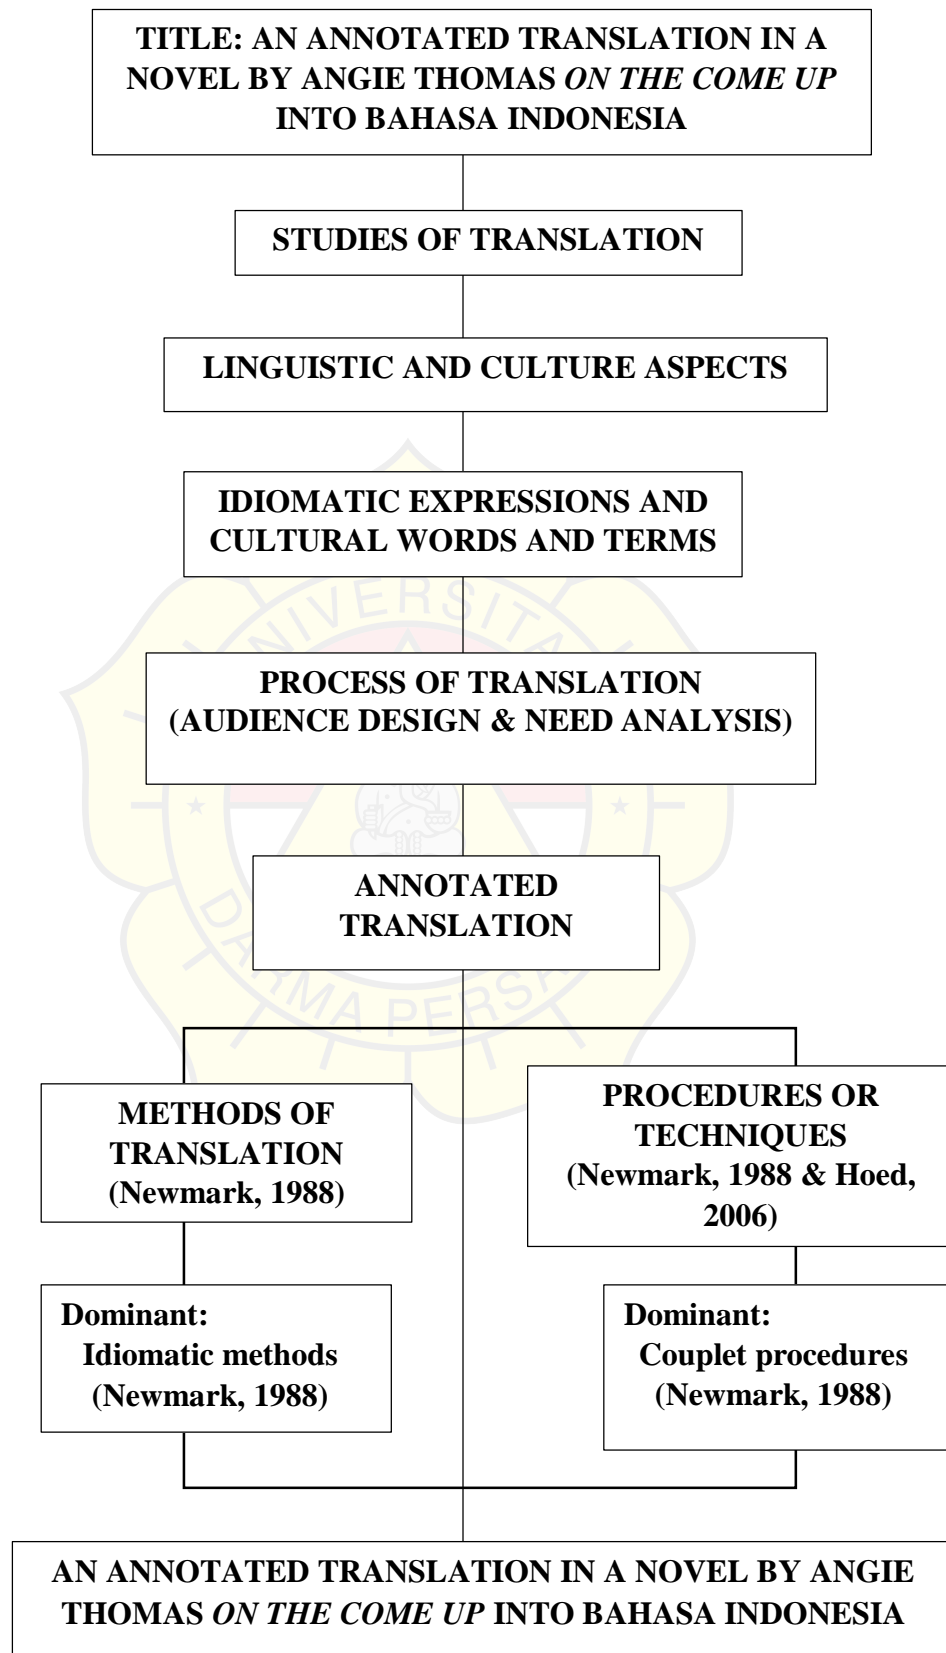 TITLE: AN ANNOTATED TRANSLATION IN A
NOVEL BY ANGIE THOMAS ON THE COME UP
INTO BAHASA INDONESIA
STUDIES OF TRANSLATION
LINGUISTIC AND CULTURE ASPECTS
IDIOMATIC EXPRESSIONS AND
CULTURAL WORDS AND TERMS
UNIVERSITA
PROCESS OF TRANSLATION
(AUDIENCE DESIGN & NEED ANALYSIS)
ANNOTATED
TRANSLATION
DARMA PERSA
METHODS OF
TRANSLATION
(Newmark, 1988)
PROCEDURES OR
TECHNIQUES
(Newmark, 1988 & Hoed,
2006)
Dominant:
Idiomatic methods
(Newmark, 1988)
Dominant:
Couplet procedures
(Newmark, 1988)
AN ANNOTATED TRANSLATION IN A NOVEL BY ANGIE
THOMAS ON THE COME UP INTO BAHASA INDONESIA